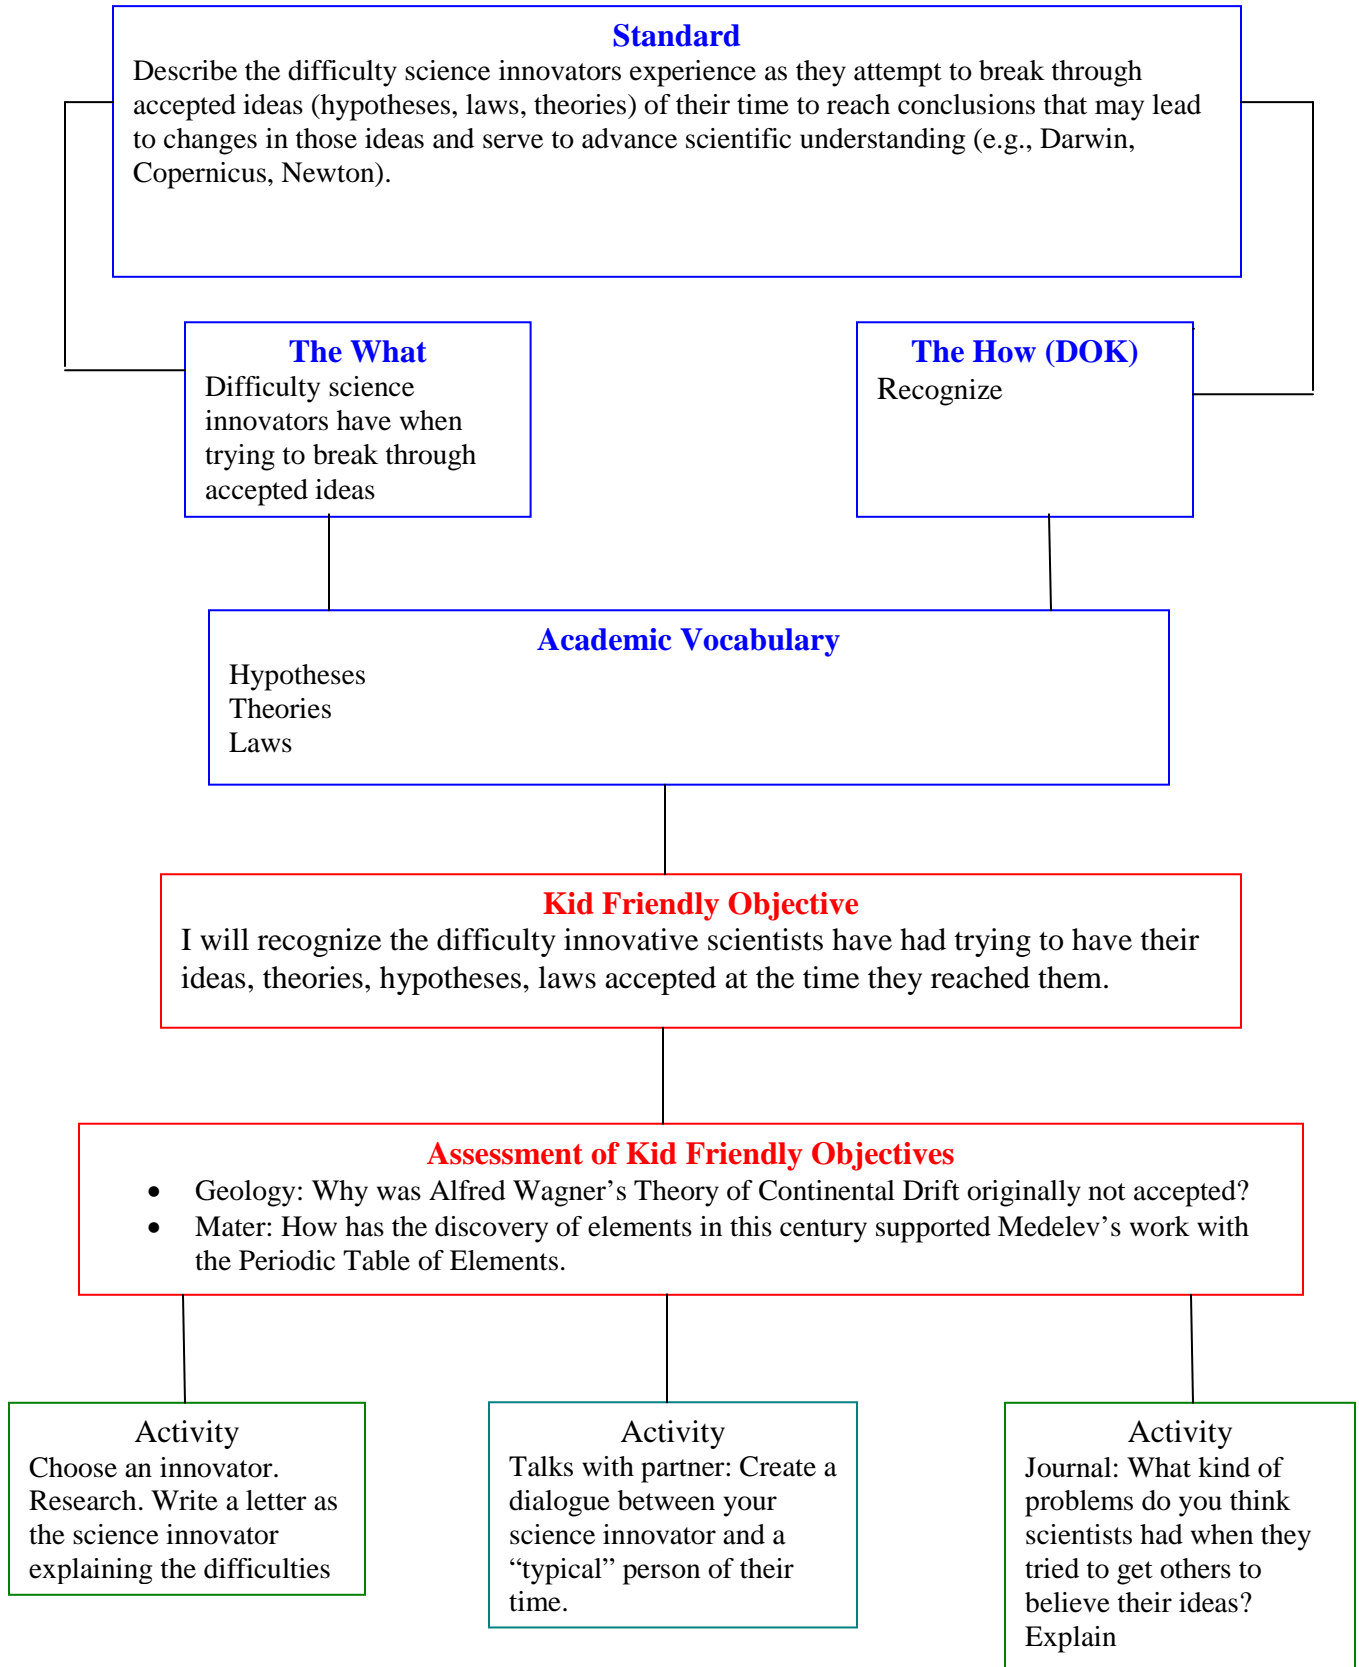 Standard
Describe the difficulty science innovators experience as they attempt to break through
accepted ideas (hypotheses, laws, theories) of their time to reach conclusions that may lead
to changes in those ideas and serve to advance scientific understanding (e.g., Darwin,
Copernicus, Newton).
The What
Difficulty science
innovators have when
trying to break through
accepted ideas
The How (DOK)
Recognize
Academic Vocabulary
Hypotheses
Theories
Laws
Kid Friendly Objective
I will recognize the difficulty innovative scientists have had trying to have their
ideas, theories, hypotheses, laws accepted at the time they reached them.
Assessment of Kid Friendly Objectives
• Geology: Why was Alfred Wagner’s Theory of Continental Drift originally not accepted?
• Mater: How has the discovery of elements in this century supported Medelev’s work with
the Periodic Table of Elements.
Activity
Choose an innovator.
Research. Write a letter as
the science innovator
explaining the difficulties
Activity
Talks with partner: Create a
dialogue between your
science innovator and a
“typical” person of their
time.
Activity
Journal: What kind of
problems do you think
scientists had when they
tried to get others to
believe their ideas?
Explain